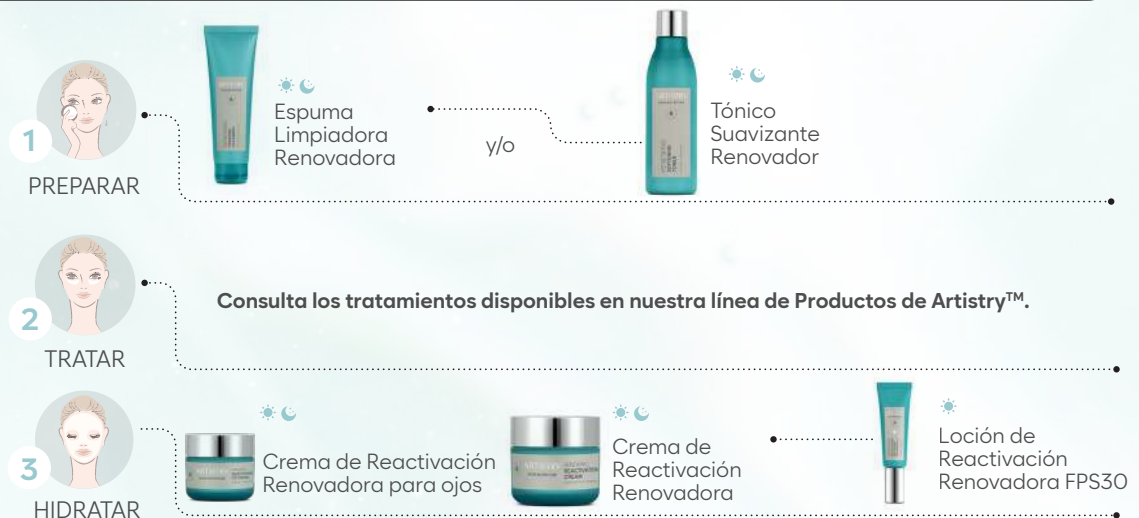 1
PREPARAR
Espuma
Limpiadora
Renovadora
y/o
Tónico
Suavizante
Renovador
2
TRATAR
Consulta los tratamientos disponibles en nuestra línea de Productos de Artistry™.
3
HIDRATAR
Crema de Reactivación
Renovadora para ojos
Crema de
Reactivación
Renovadora
Loción de
Reactivación
Renovadora FPS30